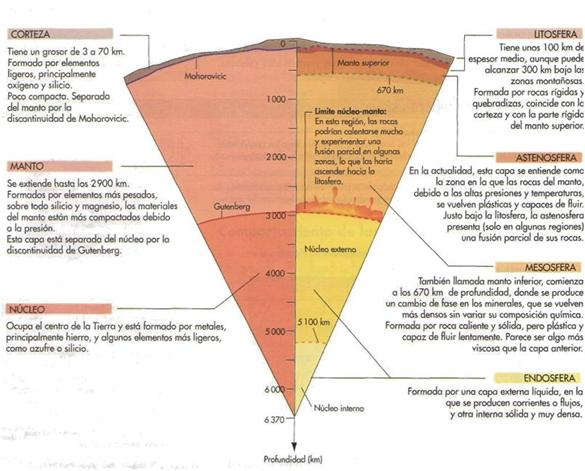 CORTEZA
Tiene un grosor de 3 a 70 km.
Formada por elementos
ligeros, principalmente
oxígeno y silicio.
Poco compacta. Separada
del manto por la
discontinuidad de Mohorovicic.
MANTO
Se extiende hasta los 2900 km.
Formados por elementos más pesados,
sobre todo silicio y magnesio, los materiales
del manto están más compactados debido
a la presión.
Esta capa está separada del núcleo por la
discontinuidad de Gutenberg.
NÚCLEO
Ocupa el centro de la Tierra y está formado por metales,
principalmente hierro, y algunos elementos más ligeros,
como azufre o silicio.
Mohorovicic
Gutenberg
0
1000
2000
3000
4000
5000
6000
6370
Profundidad (km)
Manto superior
670 km
Límite núcleo-manto:
En esta región, las rocas
podrían calentarse mucho
y experimentar una
fusión parcial en algunas
zonas, lo que las haría
ascender hacia la
litosfera.
Núcleo externo
5100 km
Núcleo interno
LITOSFERA
Tiene unos 100 km de
espesor medio, aunque puede
alcanzar 300 km bajo las
zonas montañosas.
Formada por rocas rígidas y
quebradizas, coincide con la
corteza y con la parte rígida
del manto superior.
ASTENOSFERA
En la actualidad, esta capa se entiende como
la zona en la que las rocas del manto,
debido a las altas presiones y temperaturas,
se vuelven plásticas y capaces de fluir.
Justo bajo la litosfera, la astenosfera
presenta (solo en algunas regiones)
una fusión parcial de sus rocas.
MESOSFERA
También llamada manto inferior, comienza
a los 670 km de profundidad, donde se produce
un cambio de fase en los minerales, que se vuelven
más densos sin variar su composición química.
Formada por roca caliente y sólida, pero plástica y
capaz de fluir lentamente. Parece ser algo más
viscosa que la capa anterior.
ENDOSFERA
Formada por una capa externa líquida, en la
que se producen corrientes o flujos,
y otra interna sólida y muy densa.